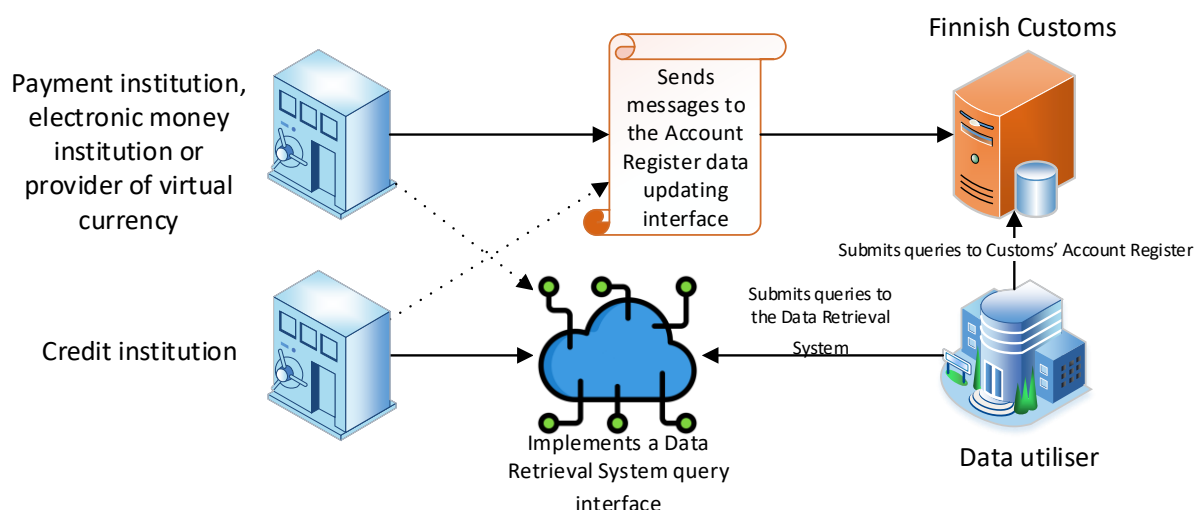 Finnish Customs
Payment institution,
electronic money
institution or
provider of virtual
currency
Sends
messages to
the Account
Register data
updating
interface
Submits queries to Customs’ Account Register
Submits queries to
the Data Retrieval
System
Credit institution
Implements a Data
Retrieval System query
interface
Data utiliser